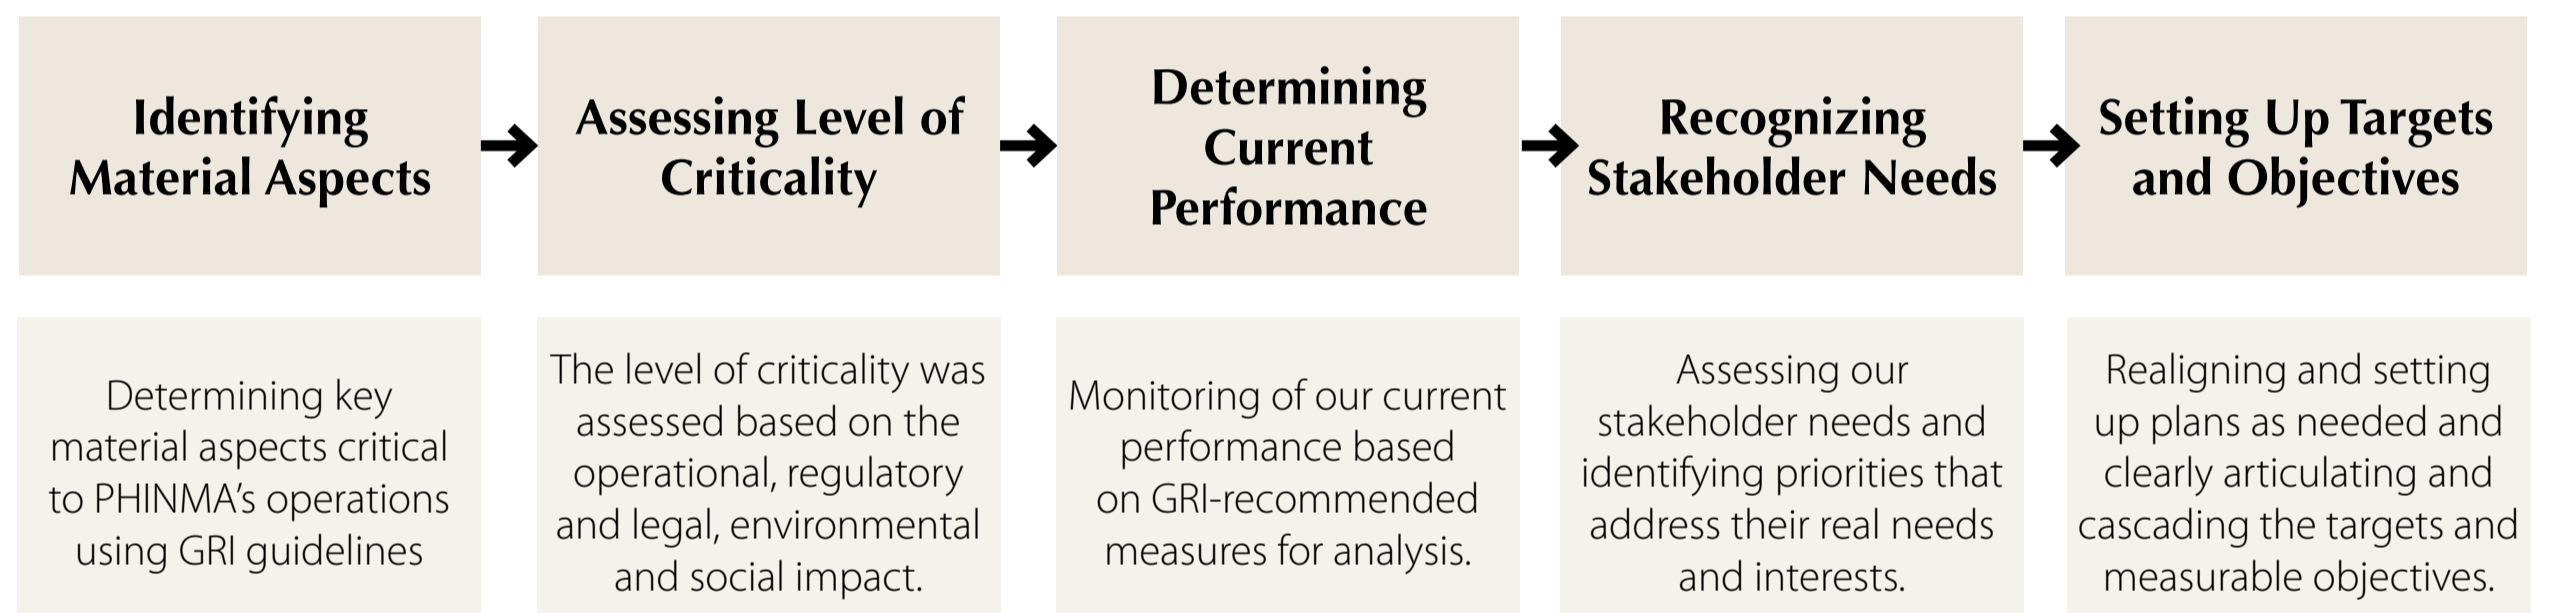 Identifying
Material Aspects
Assessing Level of
Criticality
Determining
Current
Performance
Recognizing
Stakeholder Needs
Setting Up Targets
and Objectives
Determining key
material aspects critical
to PHINMA’s operations
using GRI guidelines
The level of criticality was
assessed based on the
operational, regulatory
and legal, environmental
and social impact.
Monitoring of our current
performance based
on GRI-recommended
measures for analysis.
Assessing our
stakeholder needs and
identifying priorities that
address their real needs
and interests.
Realigning and setting
up plans as needed and
clearly articulating and
cascading the targets and
measurable objectives.